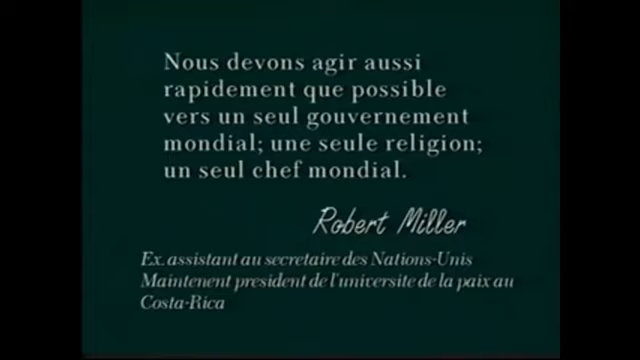 Nous devons agir aussi
rapidement que possible
vers un seul gouvernement
mondial; une seule religion;
un seul chef mondial.
Robert Miller
Ex. assistant au secretaire des Nations-Unis
Maintenent president de l'universite de la paix au
Costa-Rica